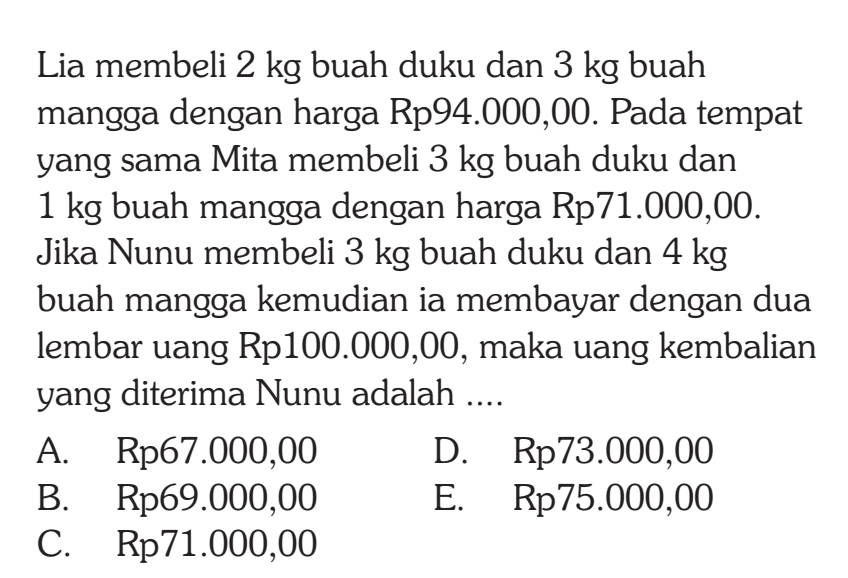 Lia membeli 2 kg buah duku dan 3 kg buah
mangga dengan harga Rp94.000,00. Pada tempat
yang sama Mita membeli 3 kg buah duku dan
1 kg buah mangga dengan harga Rp71.000,00.
Jika Nunu membeli 3 kg buah duku dan 4 kg
buah mangga kemudian ia membayar dengan dua
lembar uang Rp100.000,00, maka uang kembalian
yang diterima Nunu adalah ....
A. Rp67.000,00 D. Rp73.000,00
B. Rp69.000,00 E. Rp75.000,00
C. Rp71.000,00